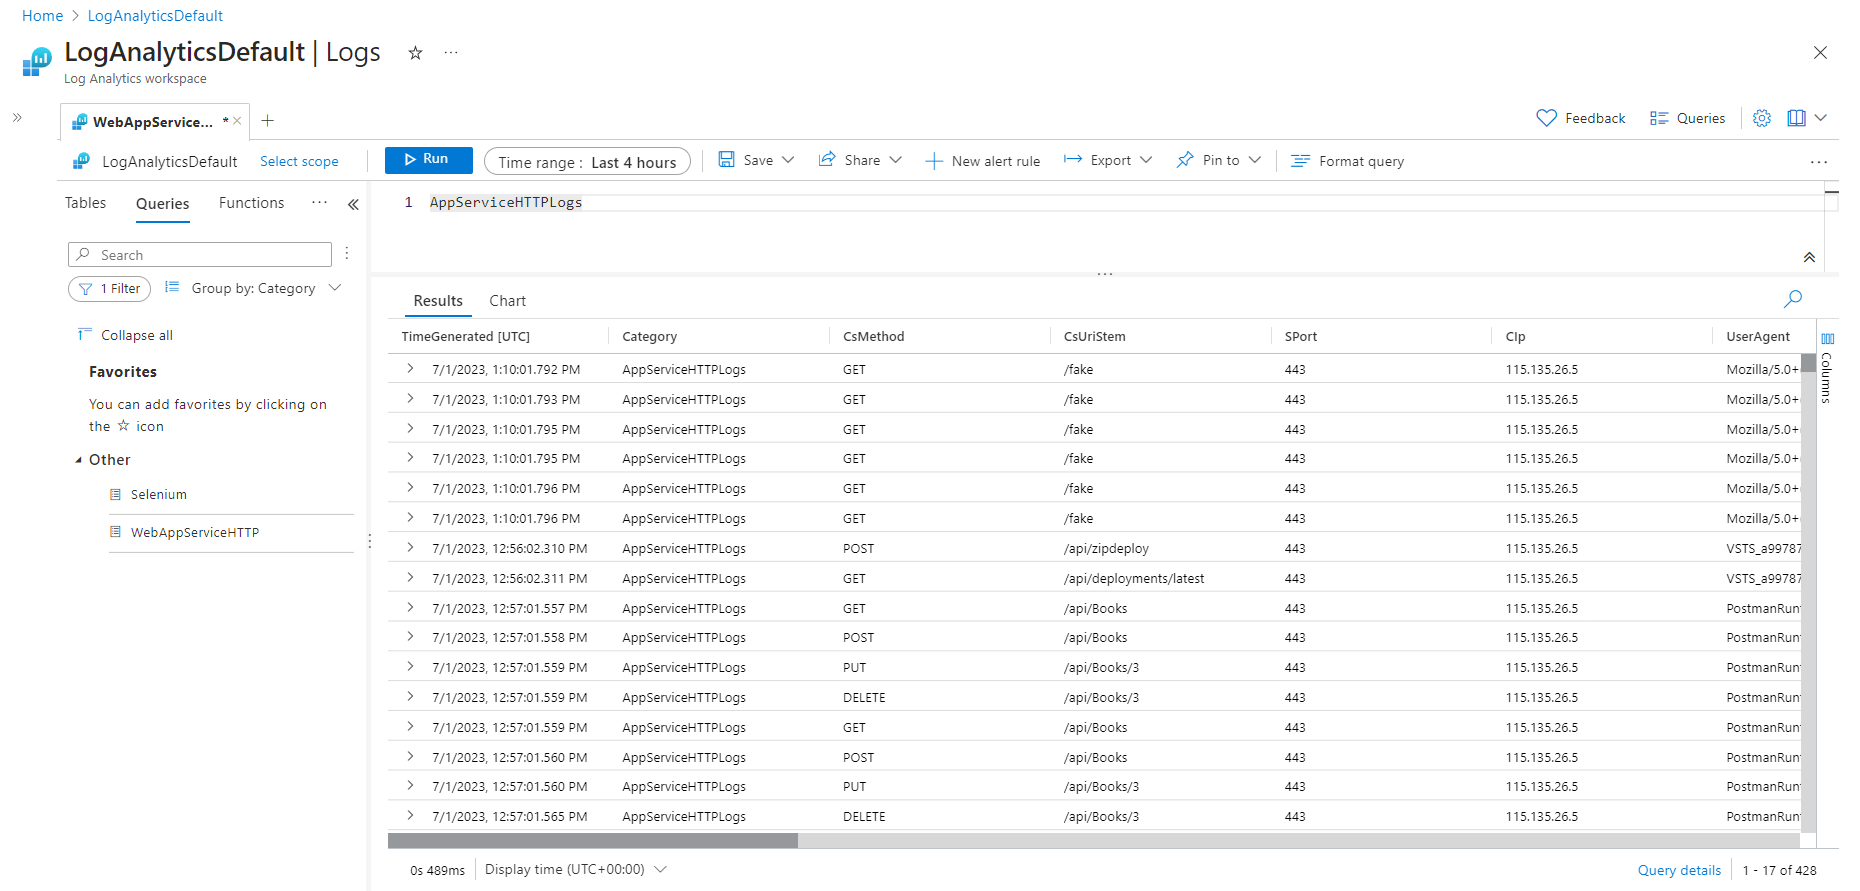 Home > LogAnalyticsDefault
LogAnalyticsDefault | Logs ☆ ...
Log Analytics workspace
WebAppService... * × +
Feedback Queries
LogAnalyticsDefault Select scope Run Time range : Last 4 hours Save Share New alert rule Export Pin to Format query ...
Tables Queries Functions ... «
1 AppServiceHTTPLogs
Search
1 Filter Group by: Category
Collapse all
Favorites
You can add favorites by clicking on
the ☆ icon
Other
Selenium
WebAppServiceHTTP
Results Chart
TimeGenerated [UTC] Category CsMethod CsUriStem SPort CIp UserAgent
7/1/2023, 1:10:01.792 PM AppServiceHTTPLogs GET /fake 443 115.135.26.5 Mozilla/5.0+
7/1/2023, 1:10:01.793 PM AppServiceHTTPLogs GET /fake 443 115.135.26.5 Mozilla/5.0+
7/1/2023, 1:10:01.795 PM AppServiceHTTPLogs GET /fake 443 115.135.26.5 Mozilla/5.0+
7/1/2023, 1:10:01.795 PM AppServiceHTTPLogs GET /fake 443 115.135.26.5 Mozilla/5.0+
7/1/2023, 1:10:01.796 PM AppServiceHTTPLogs GET /fake 443 115.135.26.5 Mozilla/5.0+
7/1/2023, 1:10:01.796 PM AppServiceHTTPLogs GET /fake 443 115.135.26.5 Mozilla/5.0+
7/1/2023, 12:56:02.310 PM AppServiceHTTPLogs POST /api/zipdeploy 443 115.135.26.5 VSTS_a99787
7/1/2023, 12:56:02.311 PM AppServiceHTTPLogs GET /api/deployments/latest 443 115.135.26.5 VSTS_a99787
7/1/2023, 12:57:01.557 PM AppServiceHTTPLogs GET /api/Books 443 115.135.26.5 PostmanRun
7/1/2023, 12:57:01.558 PM AppServiceHTTPLogs POST /api/Books 443 115.135.26.5 PostmanRun
7/1/2023, 12:57:01.559 PM AppServiceHTTPLogs PUT /api/Books/3 443 115.135.26.5 PostmanRun
7/1/2023, 12:57:01.559 PM AppServiceHTTPLogs DELETE /api/Books/3 443 115.135.26.5 PostmanRun
7/1/2023, 12:57:01.559 PM AppServiceHTTPLogs GET /api/Books 443 115.135.26.5 PostmanRun
7/1/2023, 12:57:01.560 PM AppServiceHTTPLogs POST /api/Books 443 115.135.26.5 PostmanRun
7/1/2023, 12:57:01.560 PM AppServiceHTTPLogs PUT /api/Books/3 443 115.135.26.5 PostmanRun
7/1/2023, 12:57:01.565 PM AppServiceHTTPLogs DELETE /api/Books/3 443 115.135.26.5 PostmanRun
Columns
0s 489ms Display time (UTC+00:00) Query details 1 - 17 of 428